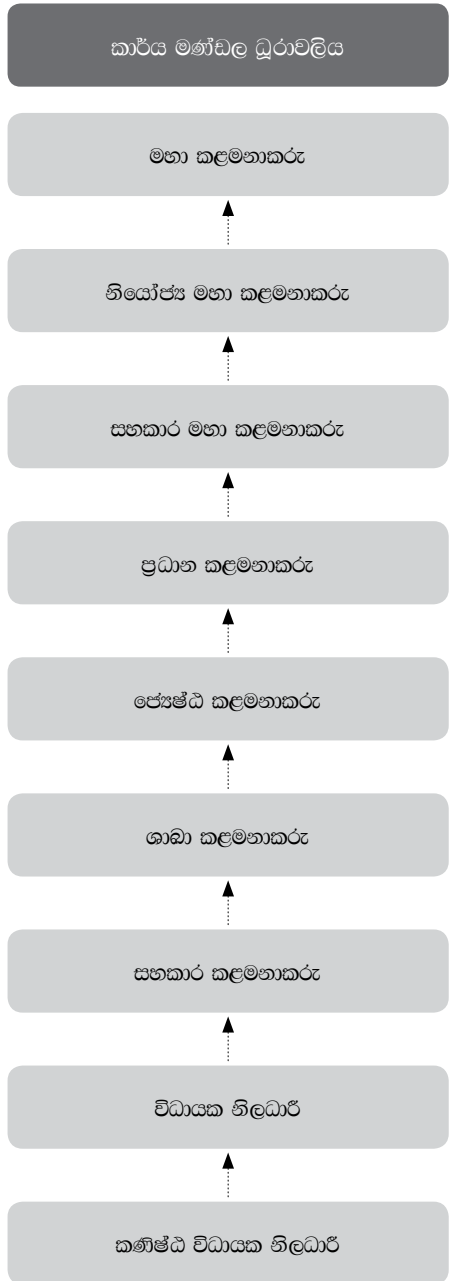 කාර්ය මණ්ඩල ධූරාවලිය
මහා කළමනාකරු
නියෝජ්‍ය මහා කළමනාකරු
සහකාර මහා කළමනාකරු
ප්‍රධාන කළමනාකරු
ජ්‍යෙෂ්ඨ කළමනාකරු
ශාඛා කළමනාකරු
සහකාර කළමනාකරු
විධායක නිලධාරී
කණිෂ්ඨ විධායක නිලධාරී